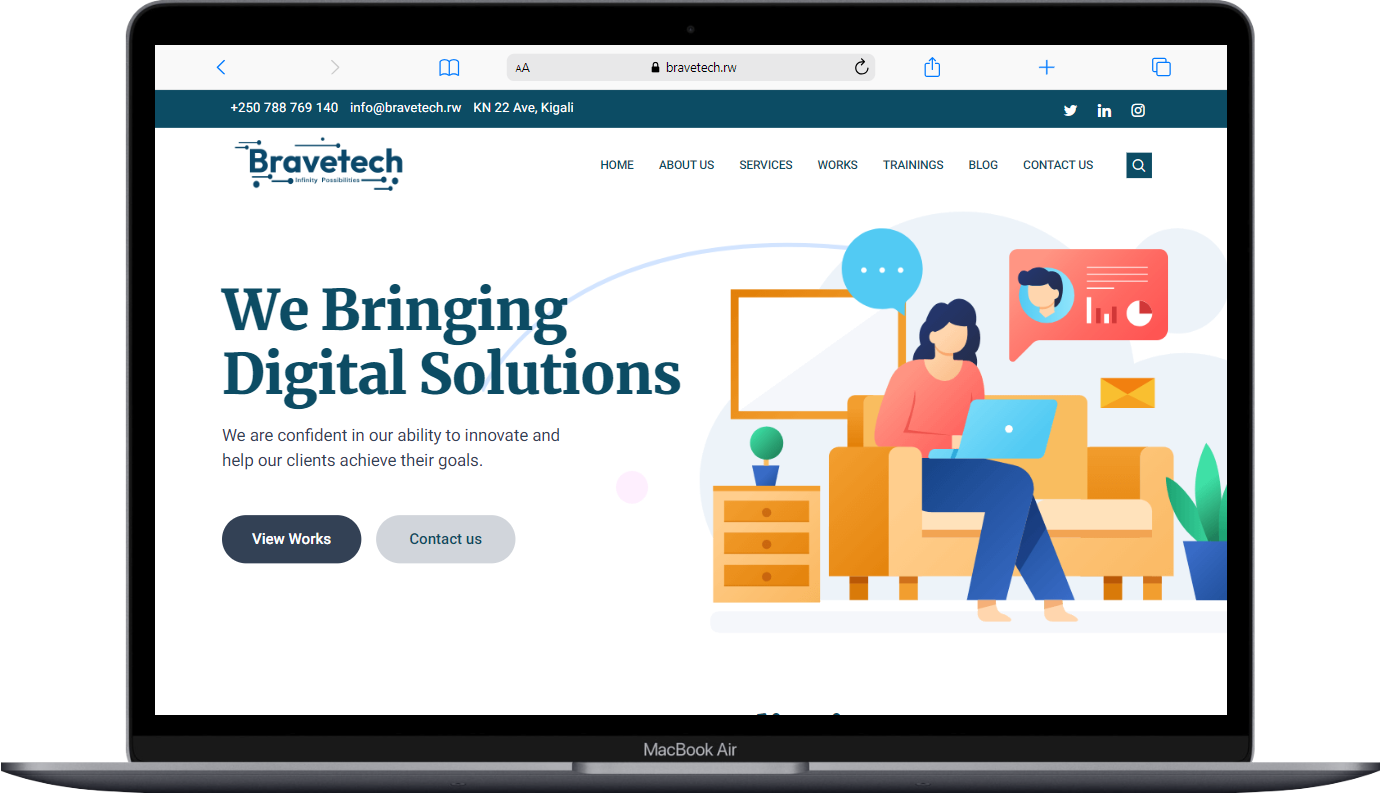 AA bravetech.rw
+250 788 769 140 info@bravetech.rw KN 22 Ave, Kigali
Bravetech
Infinity Possibilities
HOME ABOUT US SERVICES WORKS TRAININGS BLOG CONTACT US
We Bringing
Digital Solutions
We are confident in our ability to innovate and
help our clients achieve their goals.
View Works Contact us
MacBook Air